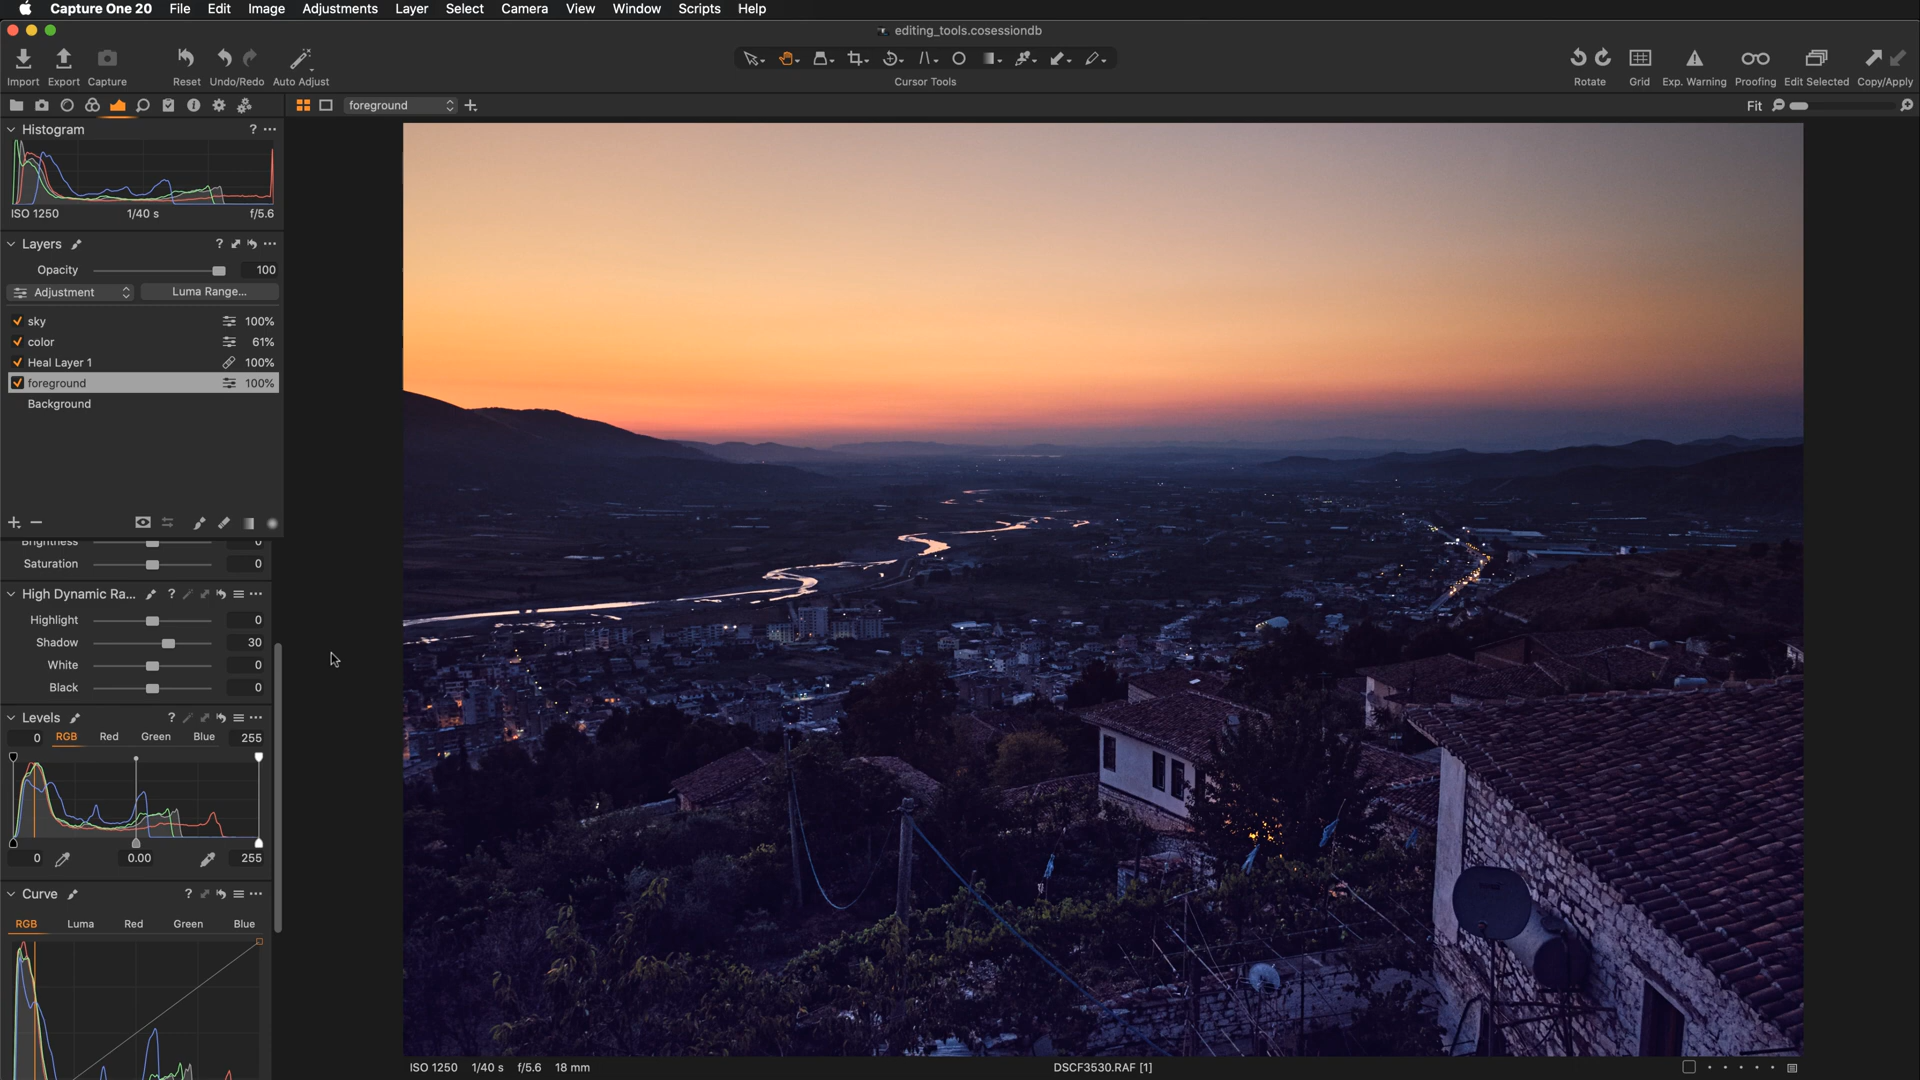 Capture One 20 File Edit Image Adjustments Layer Select Camera View Window Scripts Help
editing_tools.cosessiondb
Import Export Capture Reset Undo/Redo Auto Adjust Cursor Tools Rotate Grid Exp. Warning Proofing Edit Selected Copy/Apply
foreground Fit
Histogram ?
ISO 1250 1/40 s f/5.6
Layers ?
Opacity 100
Adjustment Luma Range...
sky 100%
color 61%
Heal Layer 1 100%
foreground 100%
Background
Brightness 0
Saturation 0
High Dynamic Ra... ?
Highlight 0
Shadow 30
White 0
Black 0
Levels ?
0 RGB Red Green Blue 255
0 0.00 255
Curve ?
RGB Luma Red Green Blue
ISO 1250 1/40 s f/5.6 18 mm DSCF3530.RAF [1]